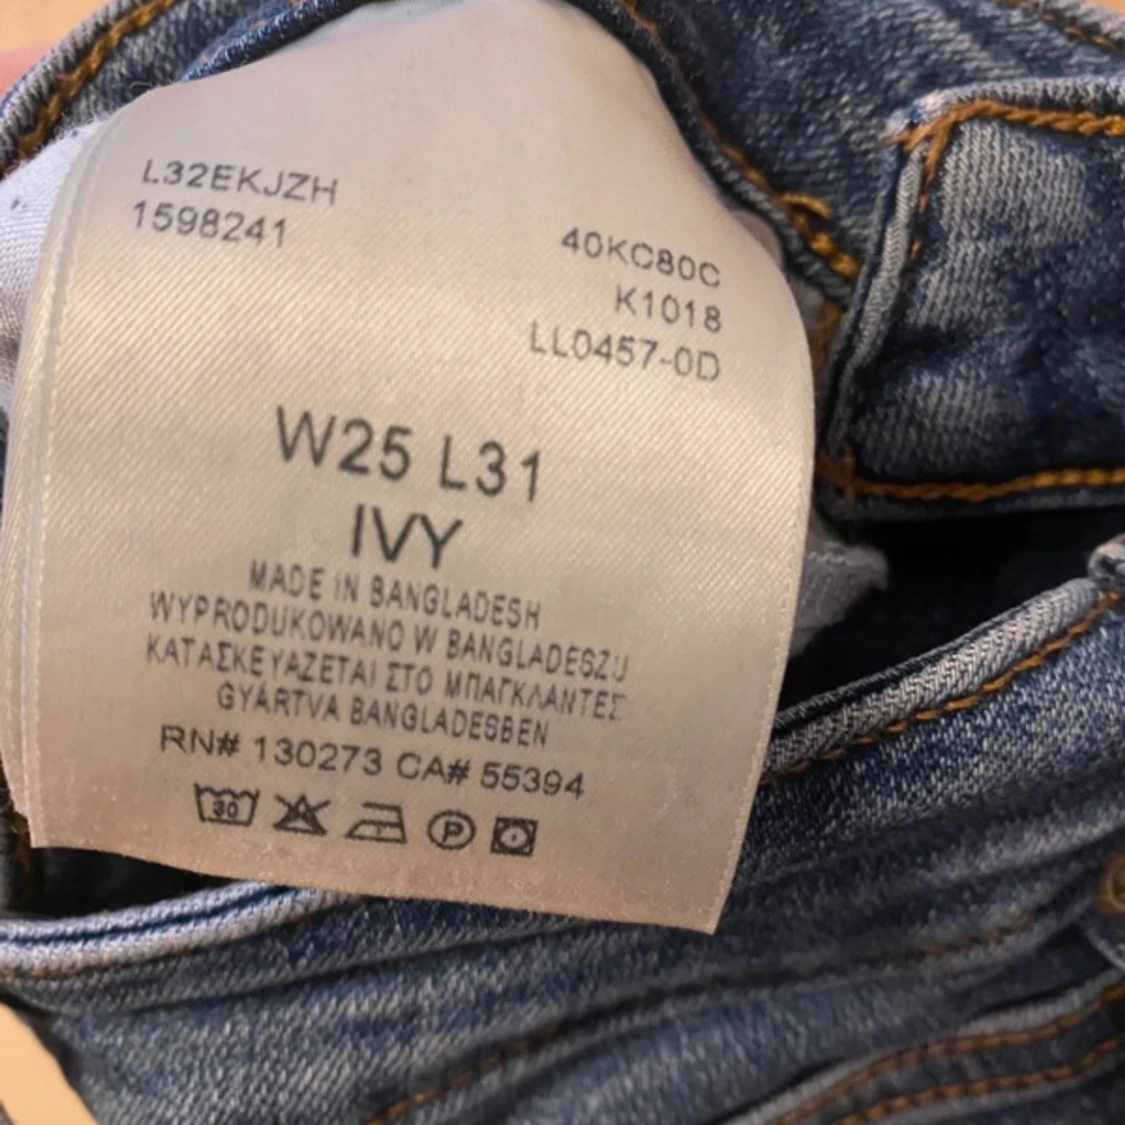 L32EKJZH
1598241
40KC80C
K1018
LL0457-0D
W25 L31
IVY
MADE IN BANGLADESH
WYPRODUKOWANO W BANGLADESZU
ΚΑΤΑΣΚΕΥΑΖΕΤΑΙ ΣΤΟ ΜΠΑΓΚΛΑΝΤΕΣ
GYÁRTVA BANGLADESBEN
RN# 130273 CA# 55394
30
P